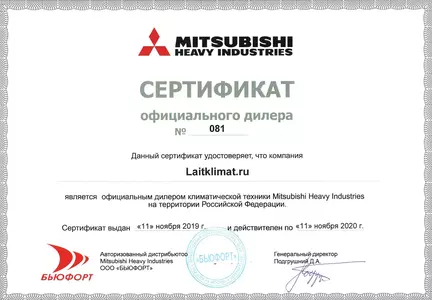 MITSUBISHI
HEAVY INDUSTRIES
СЕРТИФИКАТ
официального дилера
№ 081
Данный сертификат удостоверяет, что компания
Laitklimat.ru
является официальным дилером климатической техники Mitsubishi Heavy Industries
на территории Российской Федерации.
Сертификат выдан «11» ноября 2019 г. и действителен по «11» ноября 2020 г.
БЬЮФОРТ
Авторизованный дистрибьютор
Mitsubishi Heavy Industries
ООО «БЬЮФОРТ»
БЬЮФОРТ
Генеральный директор
Подгрушний Д.А.